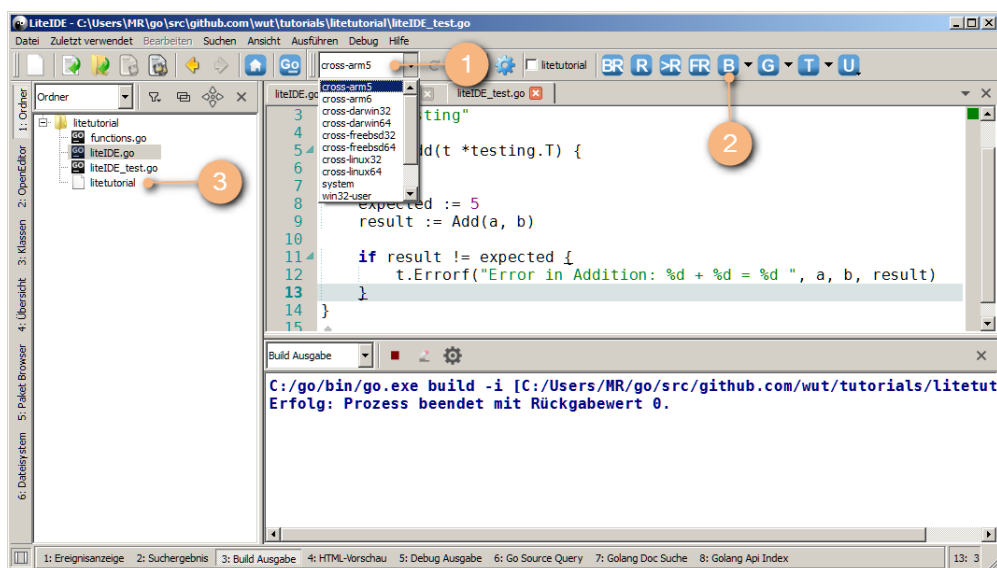 LiteIDE - C:\Users\MR\go\src\github.com\wut\tutorials\litetutorial\liteIDE_test.go
Datei Zuletzt verwendet Bearbeiten Suchen Ansicht Ausführen Debug Hilfe
Go cross-arm5 1 litetutorial BR R >R FR B G T U
2
1: Ordner
2: OpenEditor
3: Klassen
4: Übersicht
5: Paket Browser
6: Dateisystem
Ordner
litetutorial
GO functions.go
GO liteIDE.go
GO liteIDE_test.go
litetutorial
3
cross-arm5
cross-arm6
cross-darwin32
cross-darwin64
cross-freebsd32
cross-freebsd64
cross-linux32
cross-linux64
system
win32-user
liteIDE.go liteIDE_test.go
3 ting"
4
5 dd(t *testing.T) {
6
7
8 expected := 5
9 result := Add(a, b)
10
11 if result != expected {
12 t.Errorf("Error in Addition: %d + %d = %d ", a, b, result)
13 }
14 }
15
Build Ausgabe
C:/go/bin/go.exe build -i [C:/Users/MR/go/src/github.com/wut/tutorials/litetut
Erfolg: Prozess beendet mit Rückgabewert 0.
1: Ereignisanzeige 2: Suchergebnis 3: Build Ausgabe 4: HTML-Vorschau 5: Debug Ausgabe 6: Go Source Query 7: Golang Doc Suche 8: Golang Api Index 13: 3